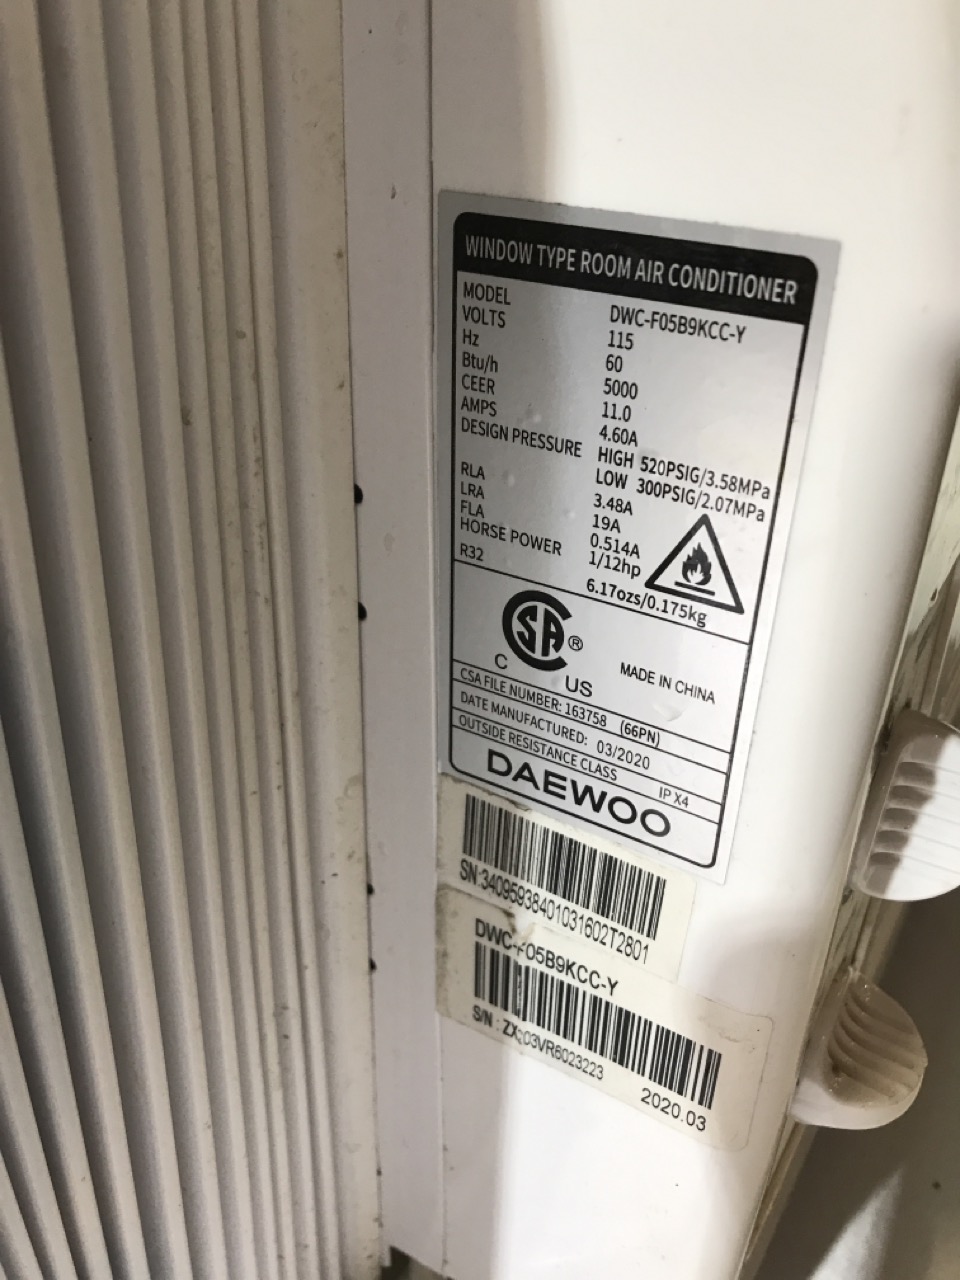 WINDOW TYPE ROOM AIR CONDITIONER
MODEL DWC-F05B9KCC-Y
VOLTS 115
Hz 60
Btu/h 5000
CEER 11.0
AMPS 4.60A
DESIGN PRESSURE HIGH 520PSIG/3.58MPa
LOW 300PSIG/2.07MPa
RLA 3.48A
LRA 19A
FLA 0.514A
HORSE POWER 1/12hp
R32 6.17ozs/0.175kg
SA ®
C US
MADE IN CHINA
CSA FILE NUMBER: 163758 (66PN)
DATE MANUFACTURED: 03/2020
OUTSIDE RESISTANCE CLASS IP X4
DAEWOO
SN:34095938401031602T2801
DWC-F05B9KCC-Y
S/N : ZX203VR6023223
2020.03